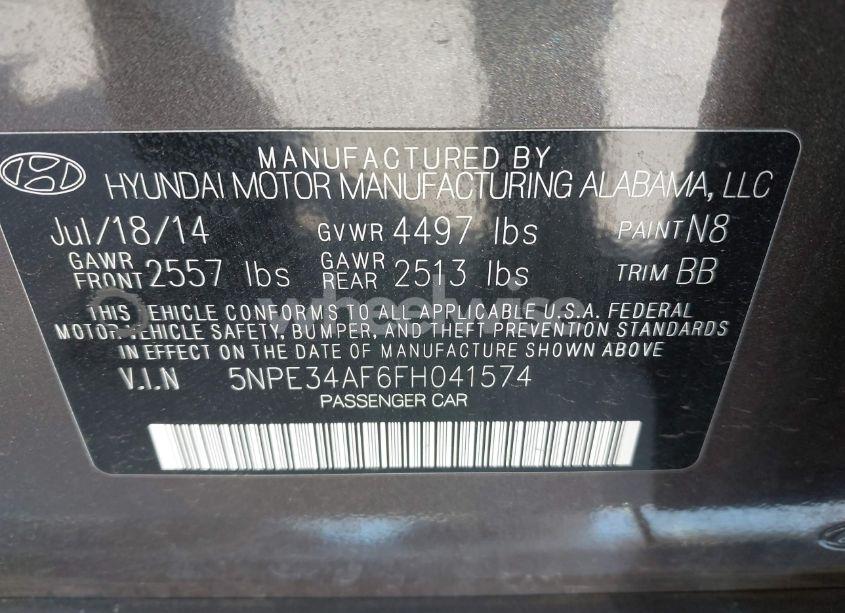 MANUFACTURED BY
HYUNDAI MOTOR MANUFACTURING ALABAMA, LLC
Jul/18/14 GVWR 4497 lbs PAINT N8
GAWR FRONT 2557 lbs GAWR REAR 2513 lbs TRIM BB
THIS VEHICLE CONFORMS TO ALL APPLICABLE U.S.A. FEDERAL
MOTOR VEHICLE SAFETY, BUMPER, AND THEFT PREVENTION STANDARDS
IN EFFECT ON THE DATE OF MANUFACTURE SHOWN ABOVE
V.I.N 5NPE34AF6FH041574
PASSENGER CAR
wheelwise